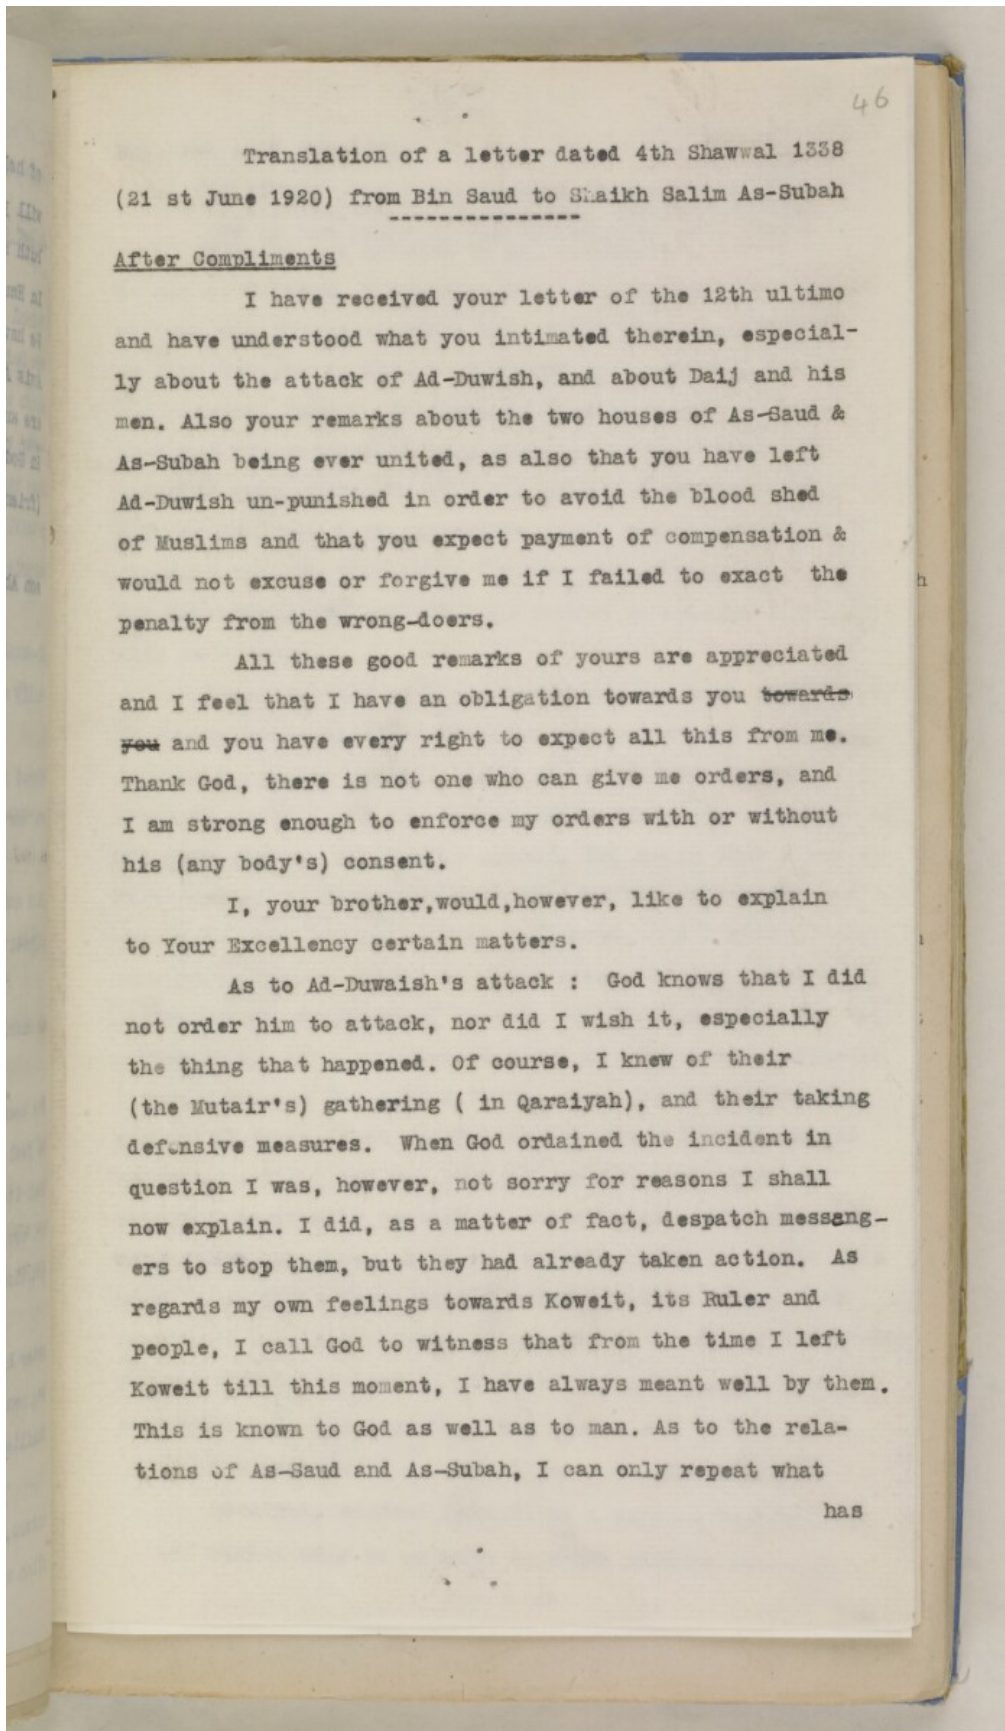 46
Translation of a letter dated 4th Shawwal 1338
(21 st June 1920) from Bin Saud to Shaikh Salim As-Subah
---------------
After Compliments
I have received your letter of the 12th ultimo
and have understood what you intimated therein, especial-
ly about the attack of Ad-Duwish, and about Daij and his
men. Also your remarks about the two houses of As-Saud &
As-Subah being ever united, as also that you have left
Ad-Duwish un-punished in order to avoid the blood shed
of Muslims and that you expect payment of compensation &
would not excuse or forgive me if I failed to exact the
penalty from the wrong-doers.
All these good remarks of yours are appreciated
and I feel that I have an obligation towards you towards
you and you have every right to expect all this from me.
Thank God, there is not one who can give me orders, and
I am strong enough to enforce my orders with or without
his (any body's) consent.
I, your brother,would,however, like to explain
to Your Excellency certain matters.
As to Ad-Duwaish's attack : God knows that I did
not order him to attack, nor did I wish it, especially
the thing that happened. Of course, I knew of their
(the Mutair's) gathering ( in Qaraiyah), and their taking
defensive measures. When God ordained the incident in
question I was, however, not sorry for reasons I shall
now explain. I did, as a matter of fact, despatch messang-
ers to stop them, but they had already taken action. As
regards my own feelings towards Koweit, its Ruler and
people, I call God to witness that from the time I left
Koweit till this moment, I have always meant well by them.
This is known to God as well as to man. As to the rela-
tions of As-Saud and As-Subah, I can only repeat what
has